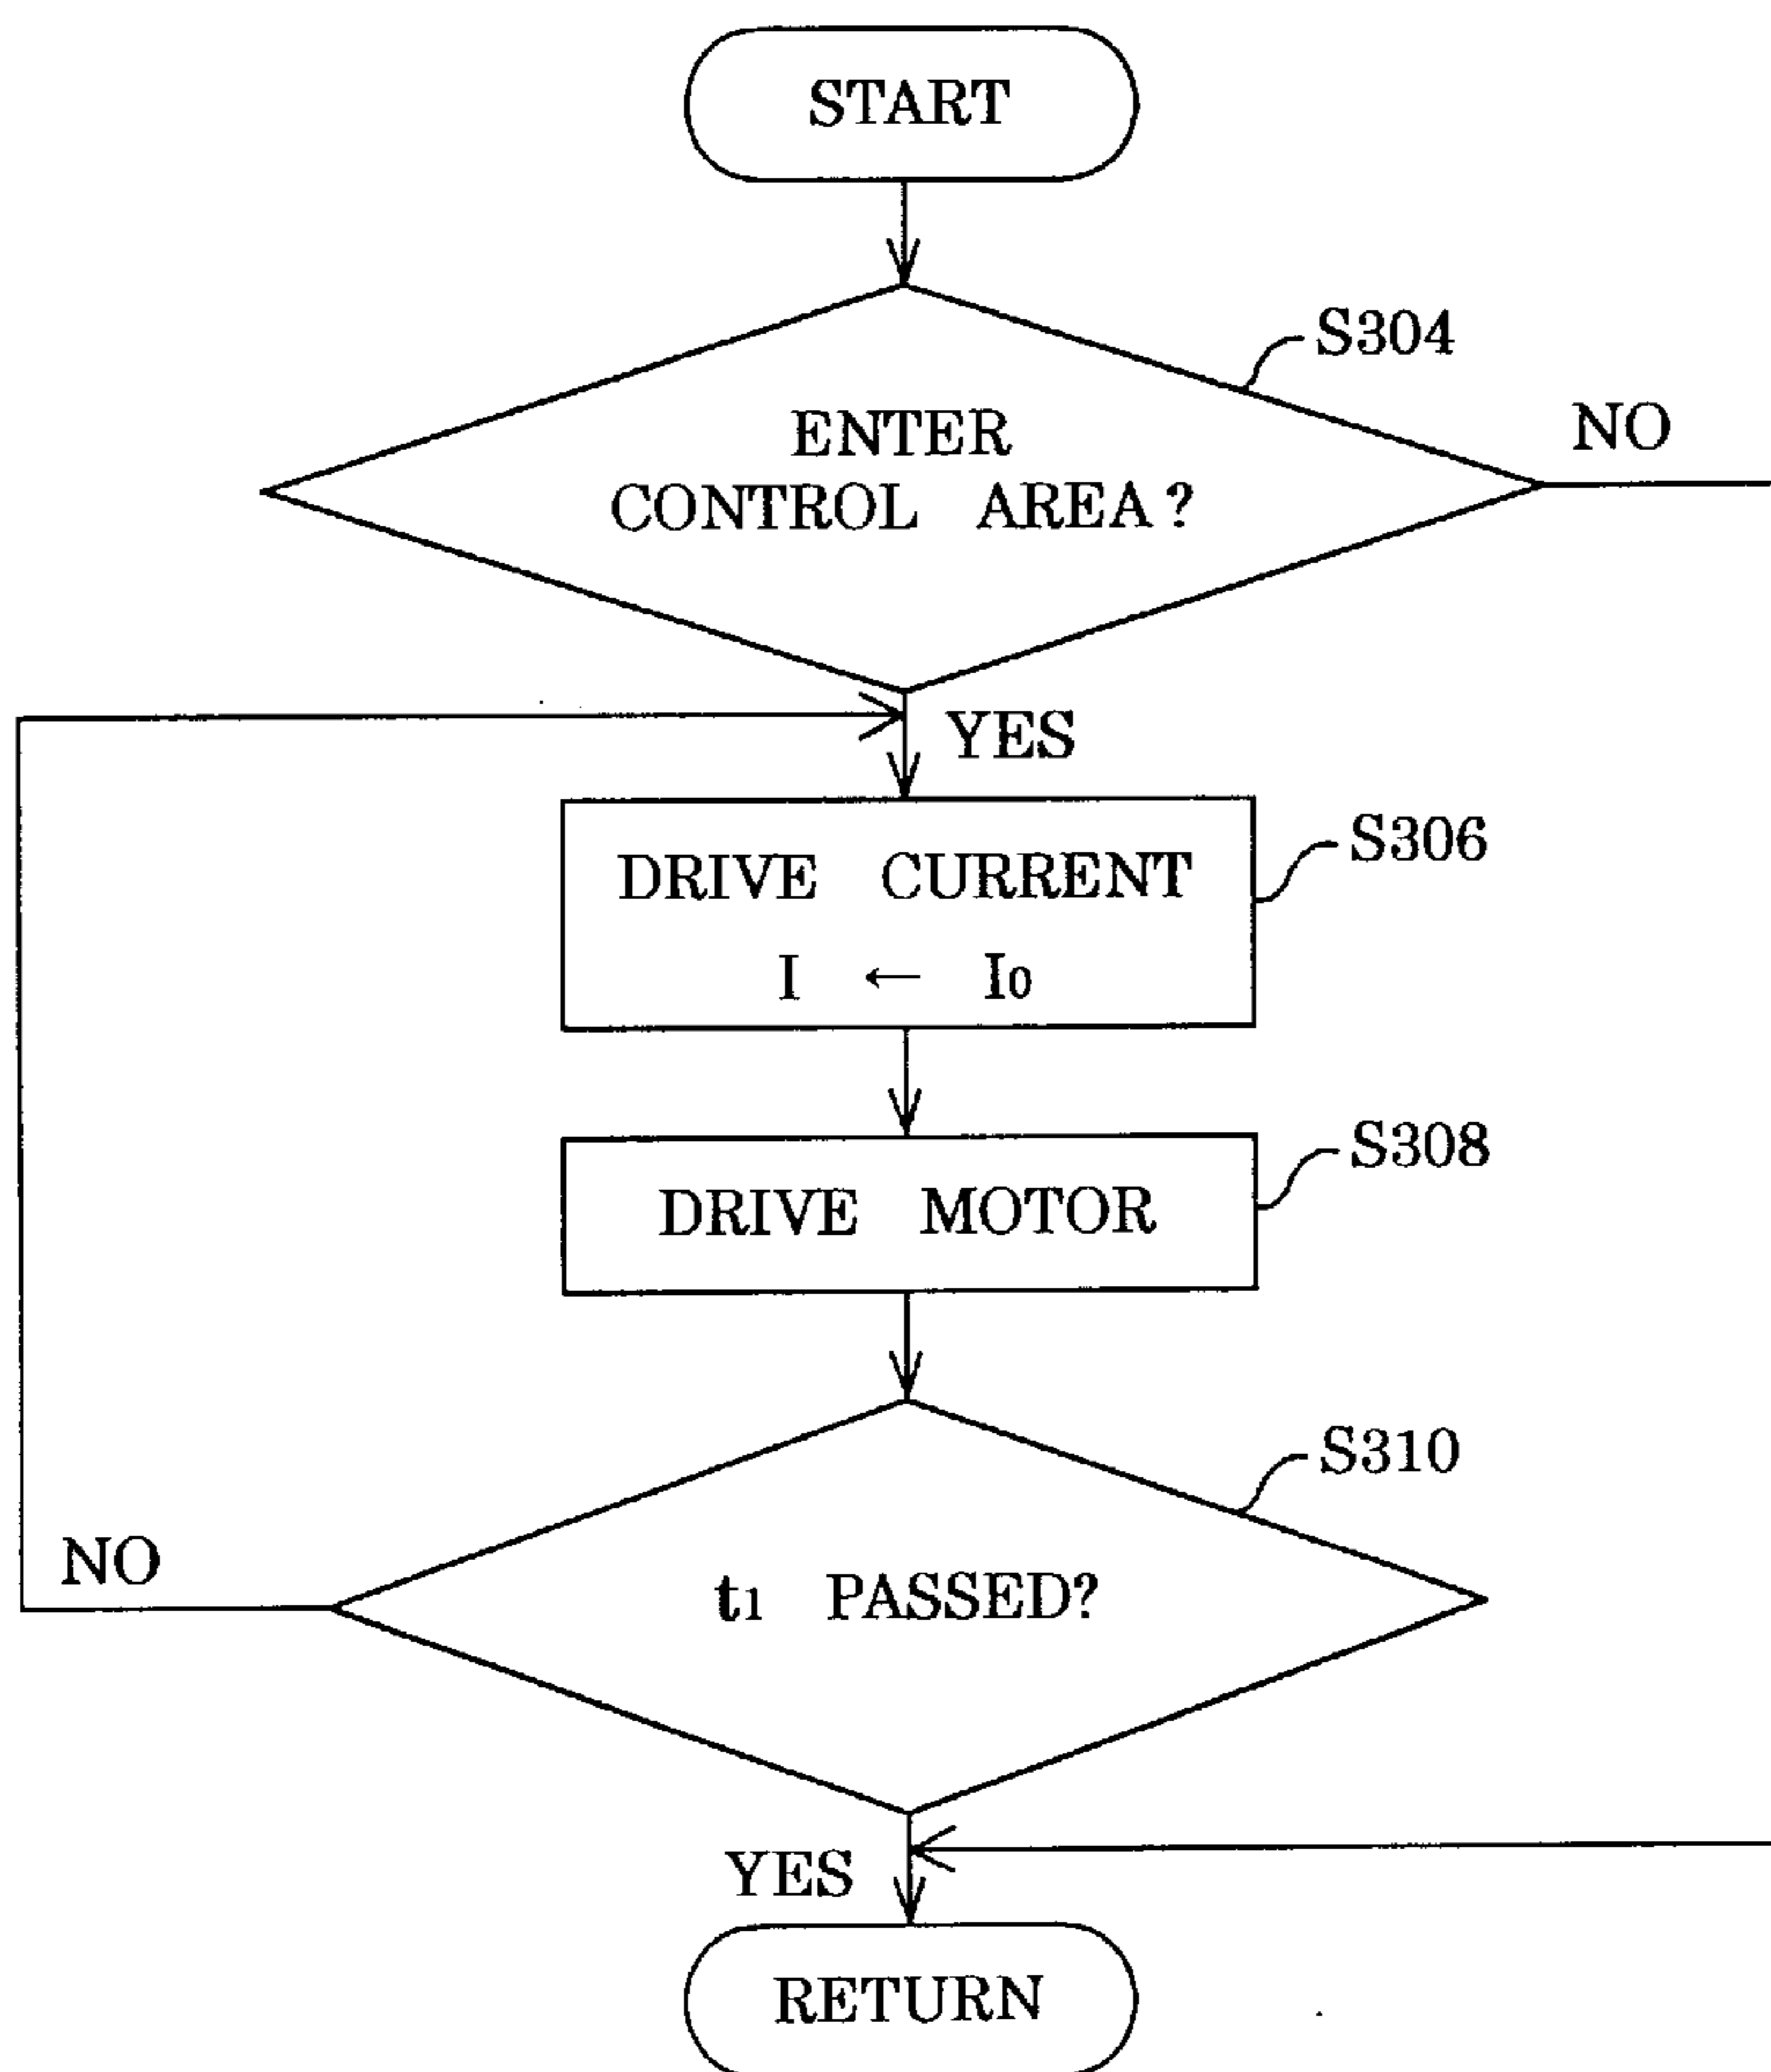 START
S304
NO
ENTER
CONTROL AREA?
YES
S306
DRIVE CURRENT
I ← I0
S308
DRIVE MOTOR
S310
NO
t1 PASSED?
YES
RETURN